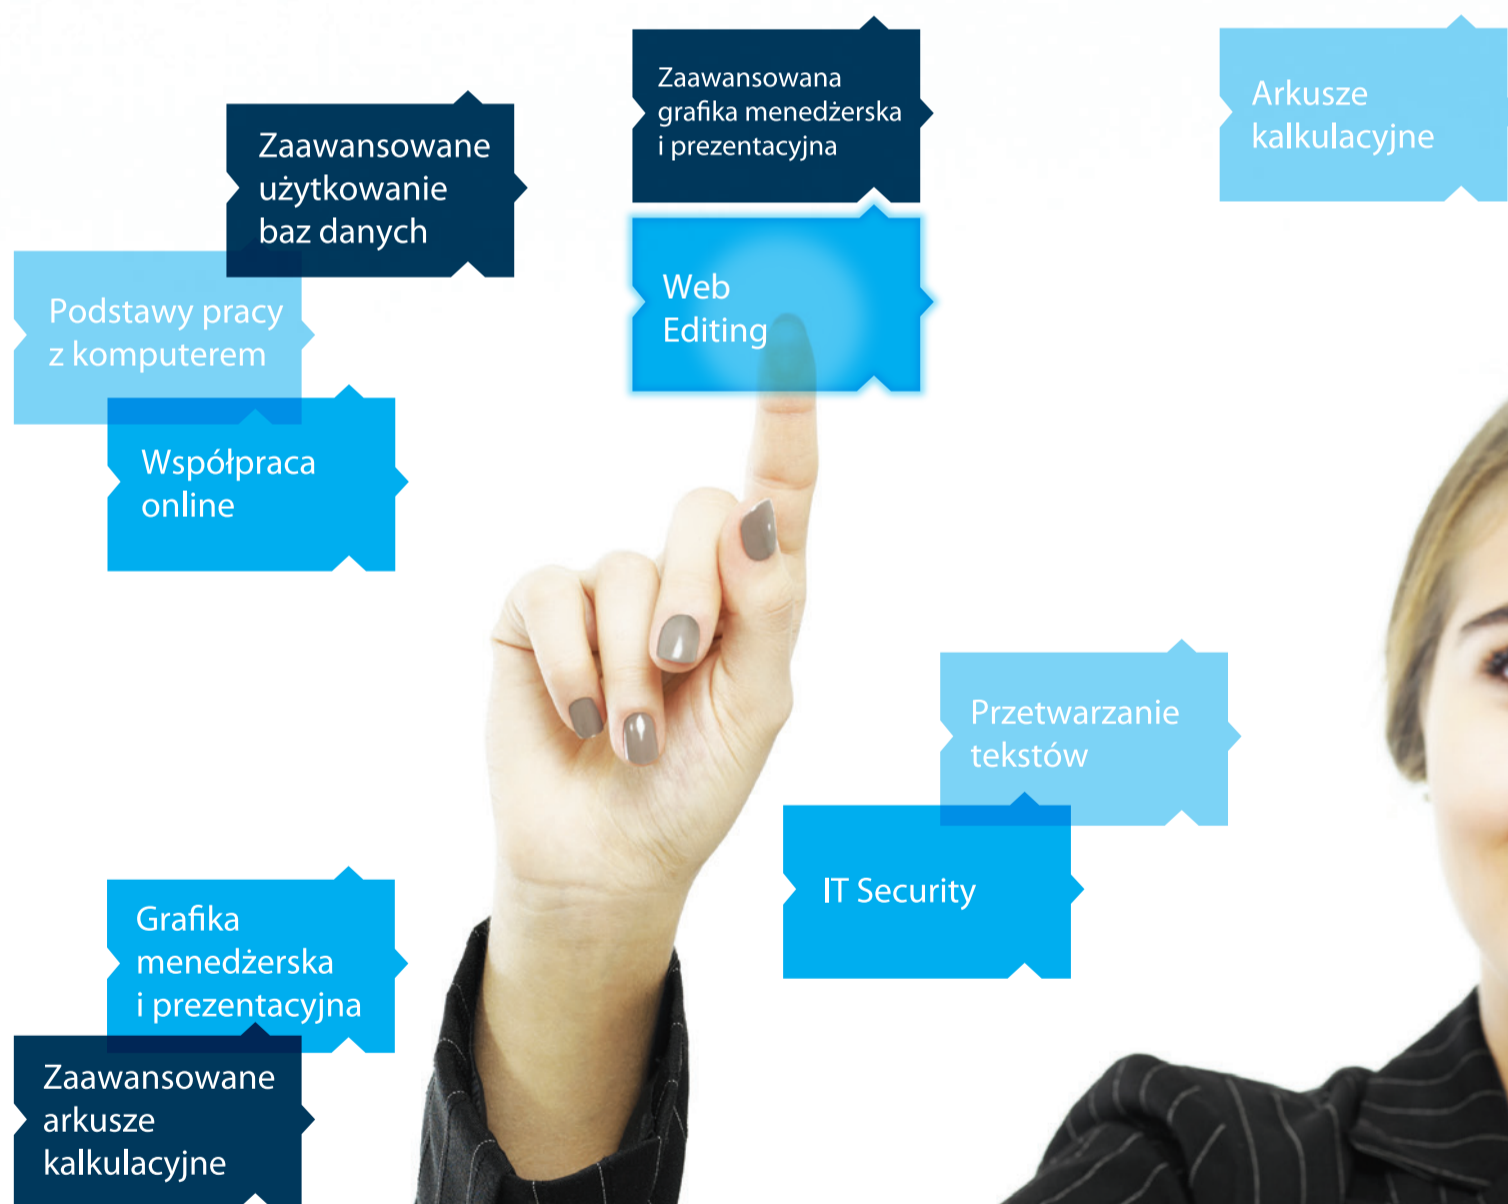 Zaawansowana
grafika menedżerska
i prezentacyjna
Arkusze
kalkulacyjne
Zaawansowane
użytkowanie
baz danych
Web
Editing
Podstawy pracy
z komputerem
Współpraca
online
Przetwarzanie
tekstów
IT Security
Grafika
menedżerska
i prezentacyjna
Zaawansowane
arkusze
kalkulacyjne